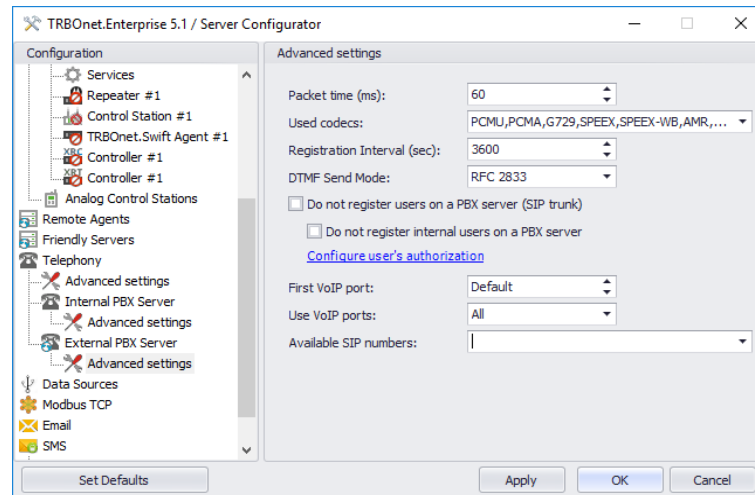 TRBOnet.Enterprise 5.1 / Server Configurator
Configuration
Services
Repeater #1
Control Station #1
TRBOnet.Swift Agent #1
XRC
Controller #1
XRT
Controller #1
Analog Control Stations
Remote Agents
Friendly Servers
Telephony
Advanced settings
Internal PBX Server
Advanced settings
External PBX Server
Advanced settings
Data Sources
Modbus TCP
Email
SMS
Set Defaults
Advanced settings
Packet time (ms): 60
Used codecs: PCMU,PCMA,G729,SPEEX,SPEEX-WB,AMR,...
Registration Interval (sec): 3600
DTMF Send Mode: RFC 2833
Do not register users on a PBX server (SIP trunk)
Do not register internal users on a PBX server
Configure user's authorization
First VoIP port: Default
Use VoIP ports: All
Available SIP numbers:
Apply OK Cancel